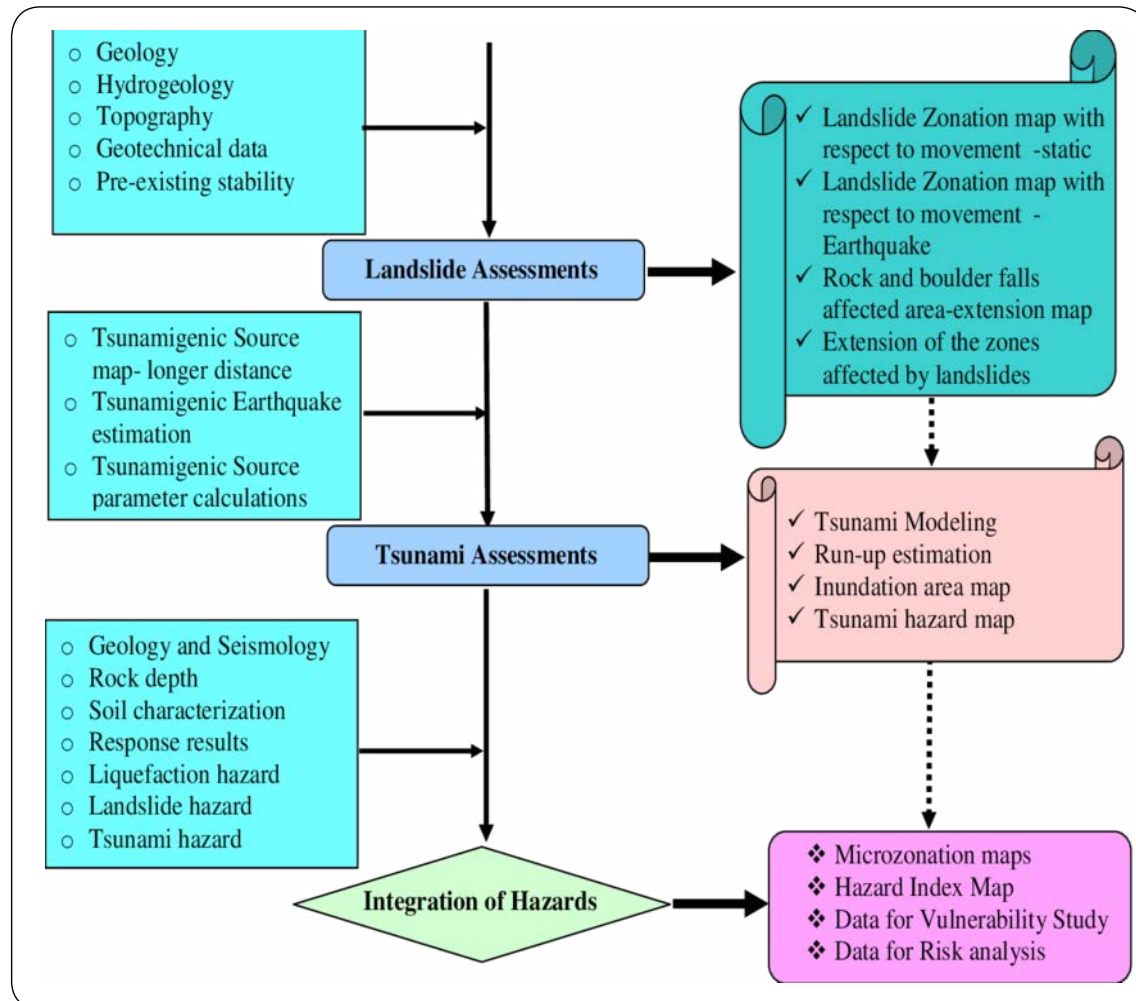 ○ Geology
○ Hydrogeology
○ Topography
○ Geotechnical data
○ Pre-existing stability
✓ Landslide Zonation map with
respect to movement -static
✓ Landslide Zonation map with
respect to movement -
Earthquake
✓ Rock and boulder falls
affected area-extension map
✓ Extension of the zones
affected by landslides
Landslide Assessments
○ Tsunamigenic Source
map- longer distance
○ Tsunamigenic Earthquake
estimation
○ Tsunamigenic Source
parameter calculations
✓ Tsunami Modeling
✓ Run-up estimation
✓ Inundation area map
✓ Tsunami hazard map
Tsunami Assessments
○ Geology and Seismology
○ Rock depth
○ Soil characterization
○ Response results
○ Liquefaction hazard
○ Landslide hazard
○ Tsunami hazard
Integration of Hazards
❖ Microzonation maps
❖ Hazard Index Map
❖ Data for Vulnerability Study
❖ Data for Risk analysis